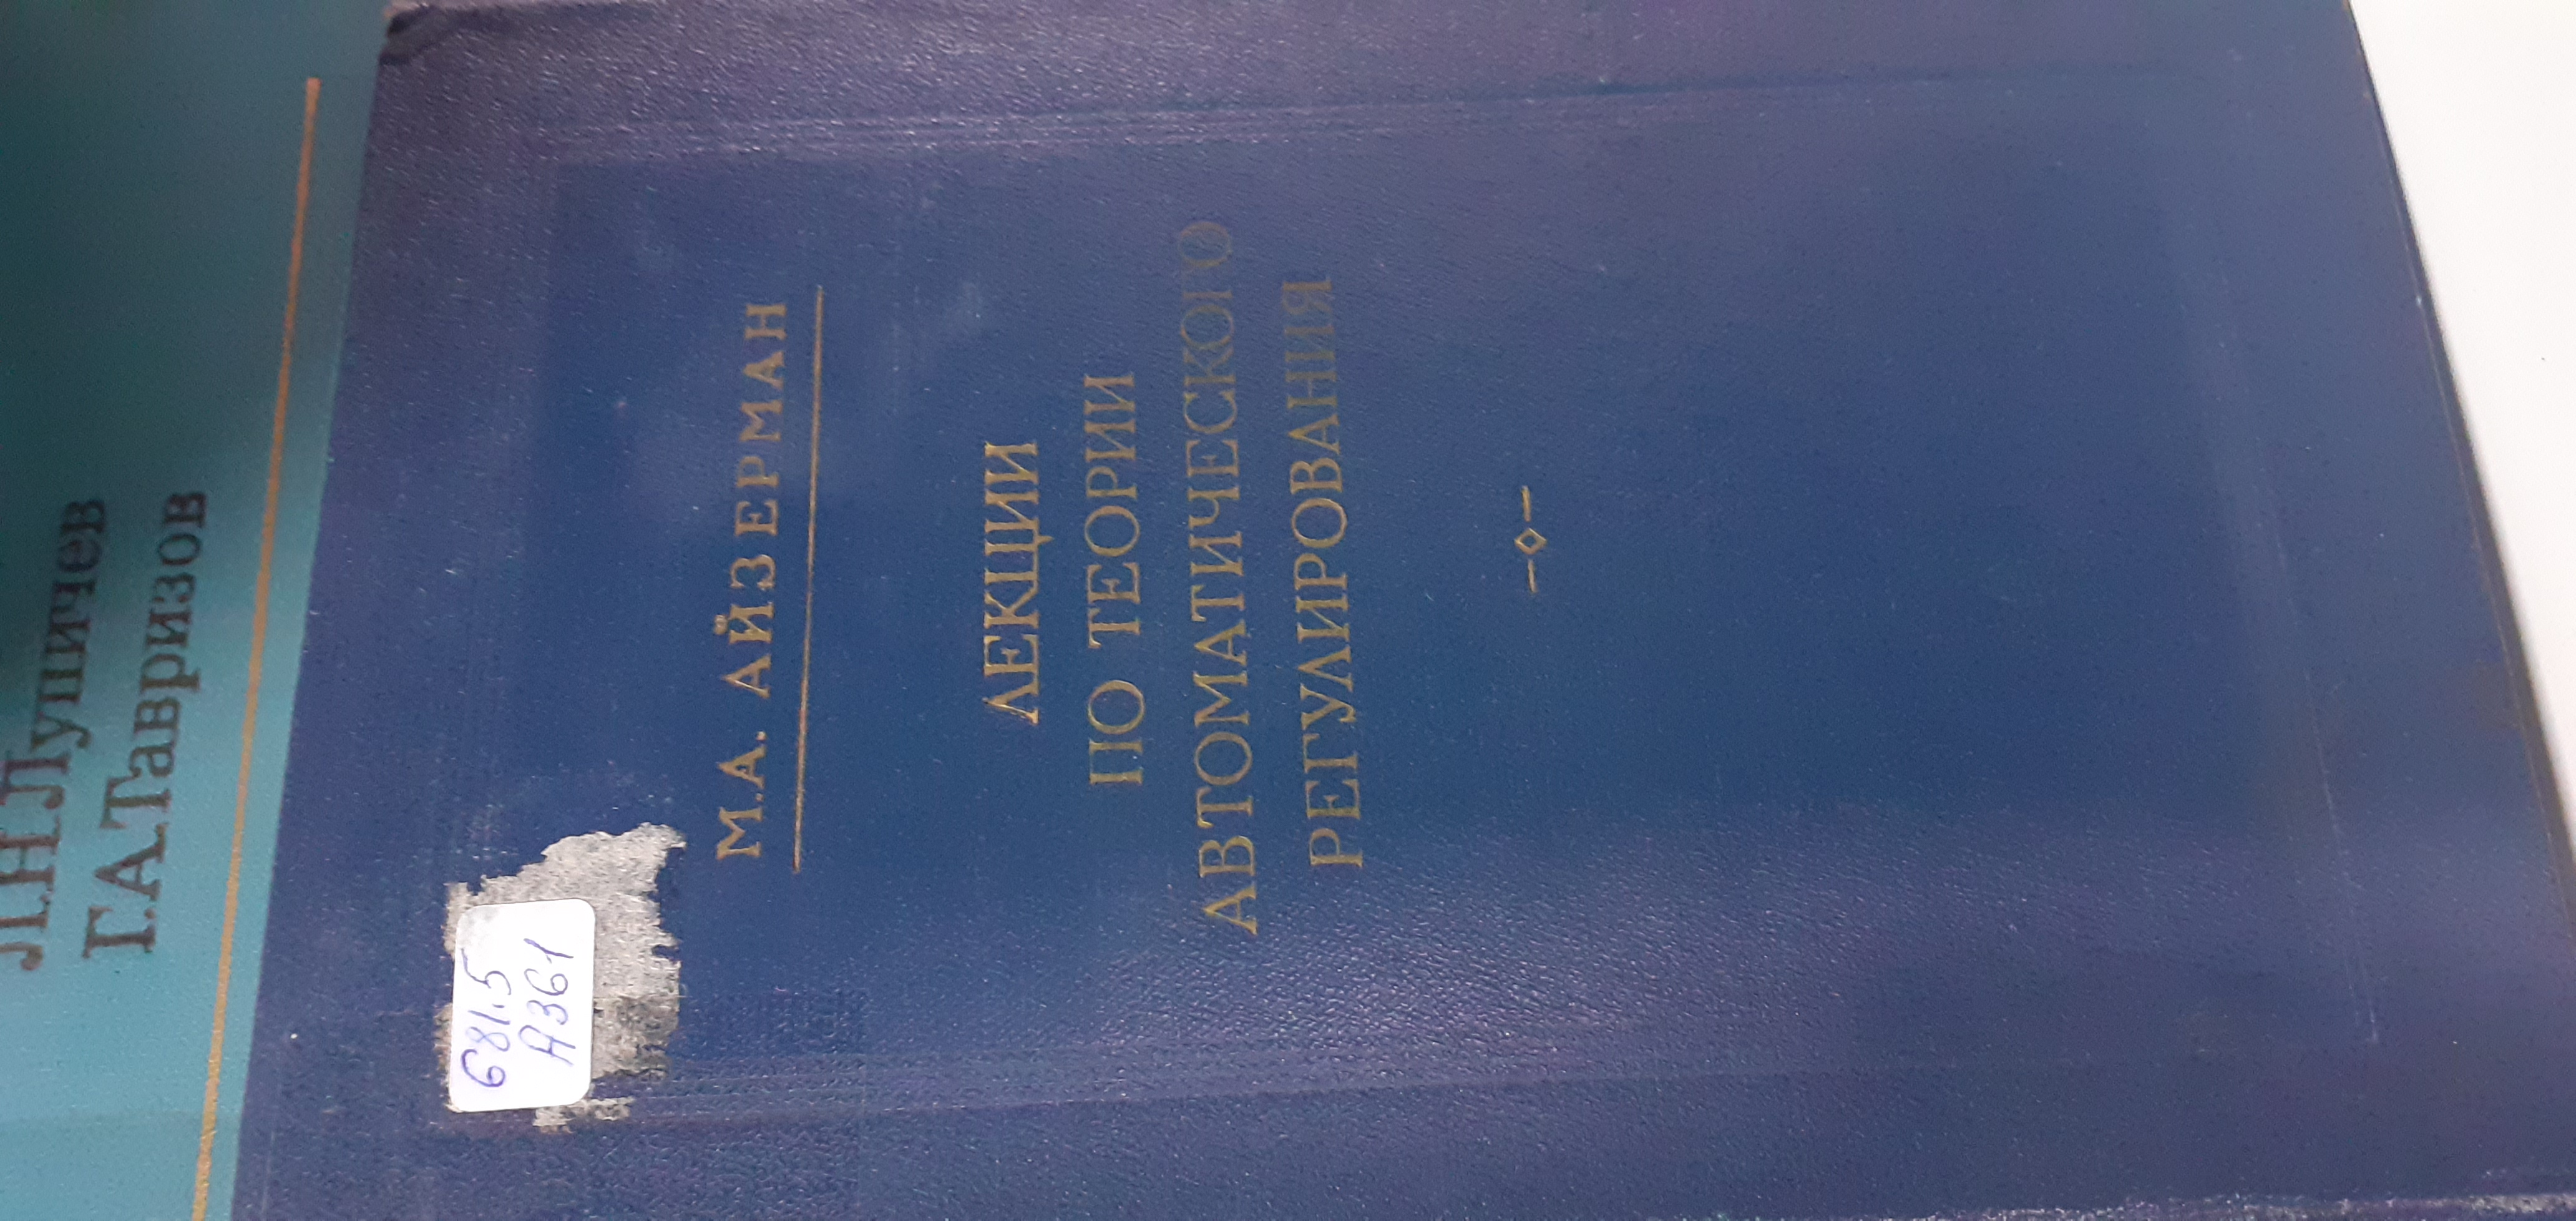 Л.Н.Лупичев
Г.А.Тавризов
681.5
А361
М.А. АЙЗЕРМАН
ЛЕКЦИИ
ПО ТЕОРИИ
АВТОМАТИЧЕСКОГО
РЕГУЛИРОВАНИЯ